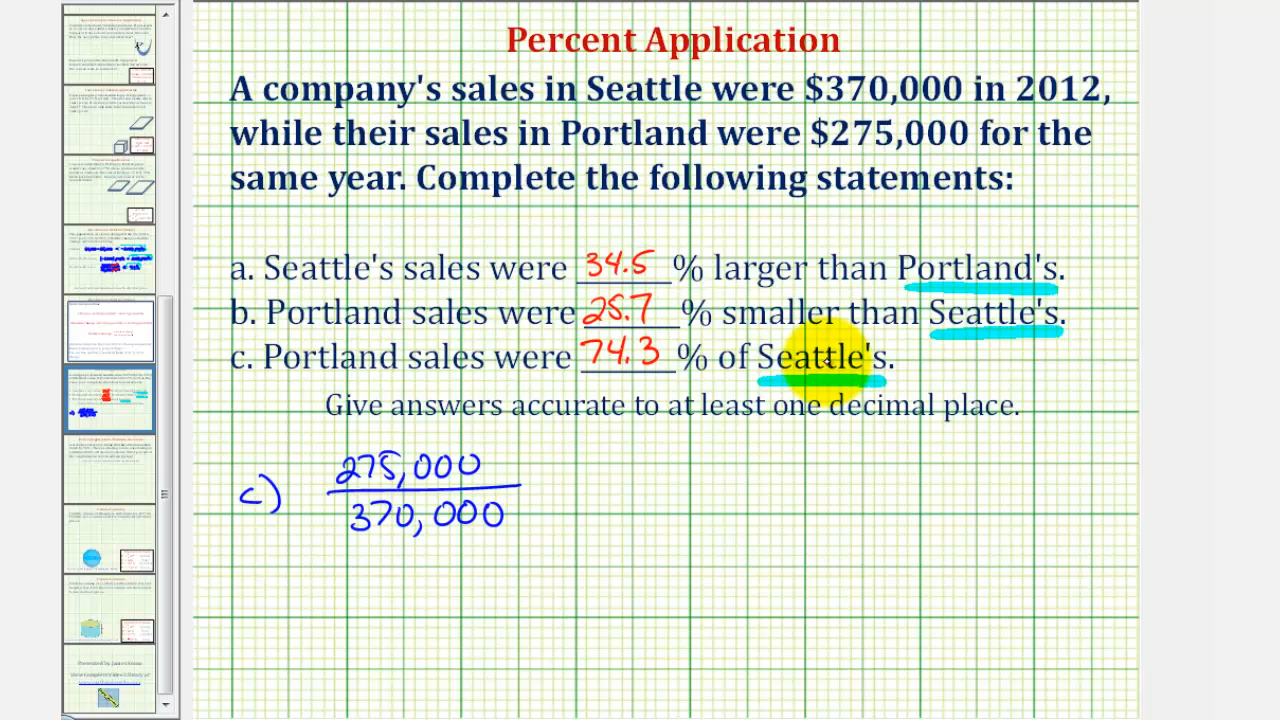 Percent Application
A company's sales in Seattle were $370,000 in 2012,
while their sales in Portland were $275,000 for the
same year. Complete the following statements:
a. Seattle's sales were 34.5 % larger than Portland's.
b. Portland sales were 25.7 % smaller than Seattle's.
c. Portland sales were 74.3 % of Seattle's.
Give answers accurate to at least one decimal place.
c) 275,000
370,000